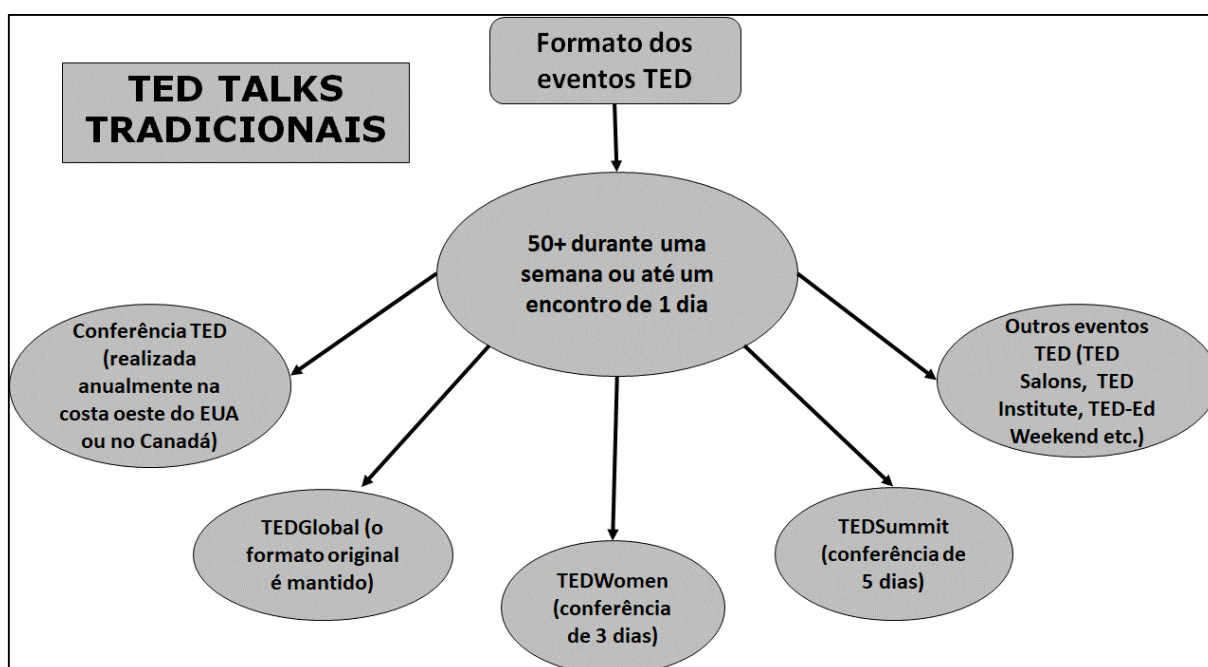 TED TALKS
TRADICIONAIS
Formato dos
eventos TED
50+ durante uma
semana ou até um
encontro de 1 dia
Conferência TED
(realizada
anualmente na
costa oeste do EUA
ou no Canadá)
Outros eventos
TED (TED
Salons, TED
Institute, TED-Ed
Weekend etc.)
TEDGlobal (o
formato original
é mantido)
TEDWomen
(conferência
de 3 dias)
TEDSummit
(conferência de
5 dias)